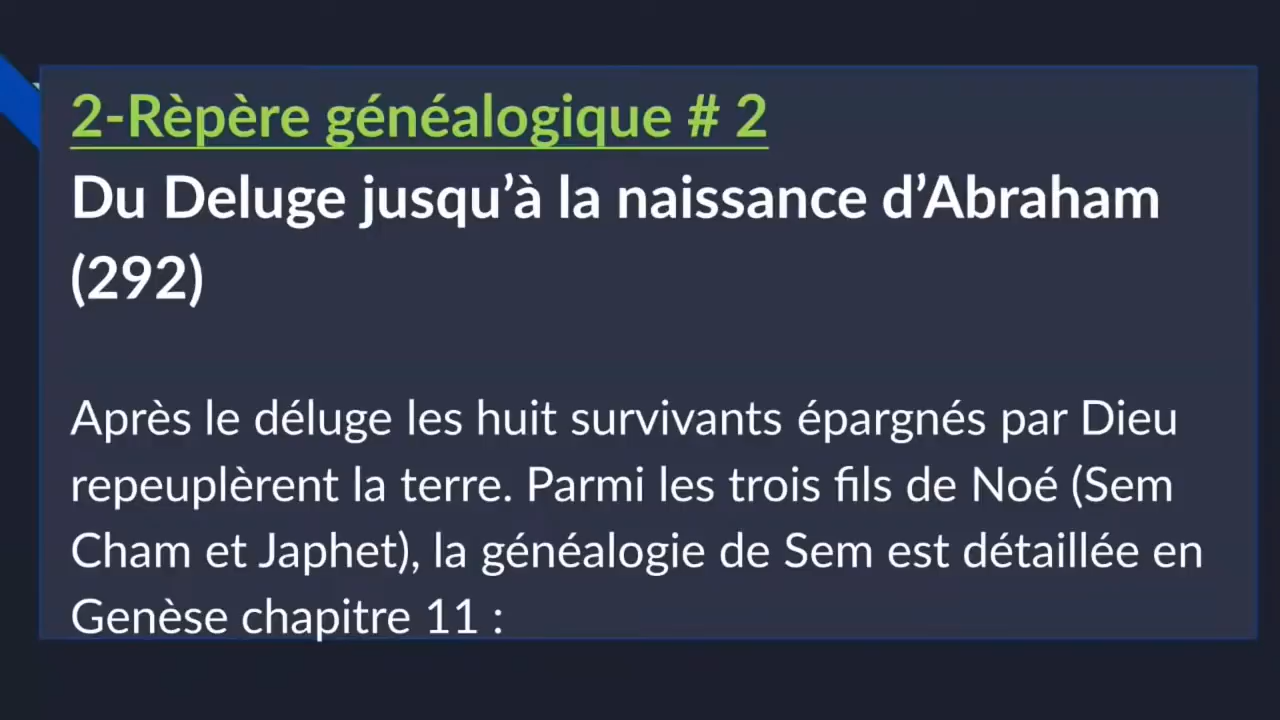 2-Rèpère généalogique # 2
Du Deluge jusqu’à la naissance d’Abraham
(292)
Après le déluge les huit survivants épargnés par Dieu
repeuplèrent la terre. Parmi les trois fils de Noé (Sem
Cham et Japhet), la généalogie de Sem est détaillée en
Genèse chapitre 11 :